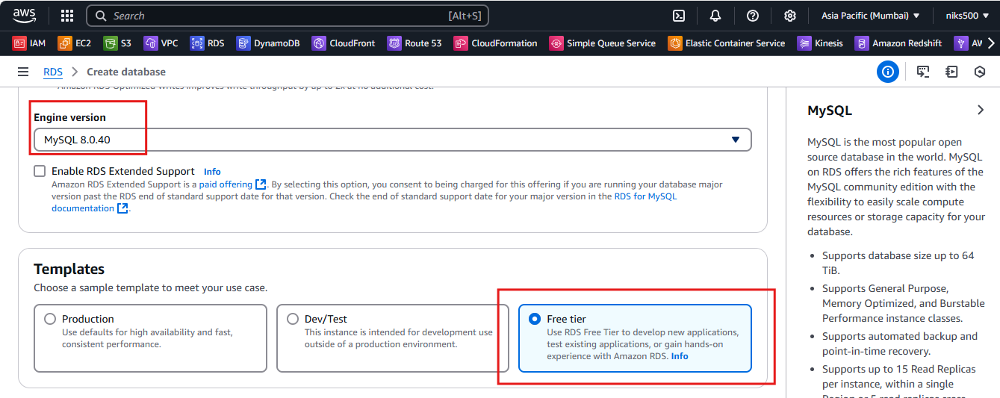 aws
Search
[Alt+S]
Asia Pacific (Mumbai)
niks500
IAM
EC2
S3
VPC
RDS
DynamoDB
CloudFront
Route 53
CloudFormation
Simple Queue Service
Elastic Container Service
Kinesis
Amazon Redshift
RDS
Create database
Amazon RDS Optimized Writes improves write throughput by up to 2x at no additional cost.
Engine version
MySQL 8.0.40
Enable RDS Extended Support Info
Amazon RDS Extended Support is a paid offering . By selecting this option, you consent to being charged for this offering if you are running your database major
version past the RDS end of standard support date for that version. Check the end of standard support date for your major version in the RDS for MySQL
documentation .
Templates
Choose a sample template to meet your use case.
Production
Use defaults for high availability and fast,
consistent performance.
Dev/Test
This instance is intended for development use
outside of a production environment.
Free tier
Use RDS Free Tier to develop new applications,
test existing applications, or gain hands-on
experience with Amazon RDS. Info
MySQL
MySQL is the most popular open
source database in the world. MySQL
on RDS offers the rich features of the
MySQL community edition with the
flexibility to easily scale compute
resources or storage capacity for your
database.
• Supports database size up to 64
TiB.
• Supports General Purpose,
Memory Optimized, and Burstable
Performance instance classes.
• Supports automated backup and
point-in-time recovery.
• Supports up to 15 Read Replicas
per instance, within a single
Region or 5 read replicas cross